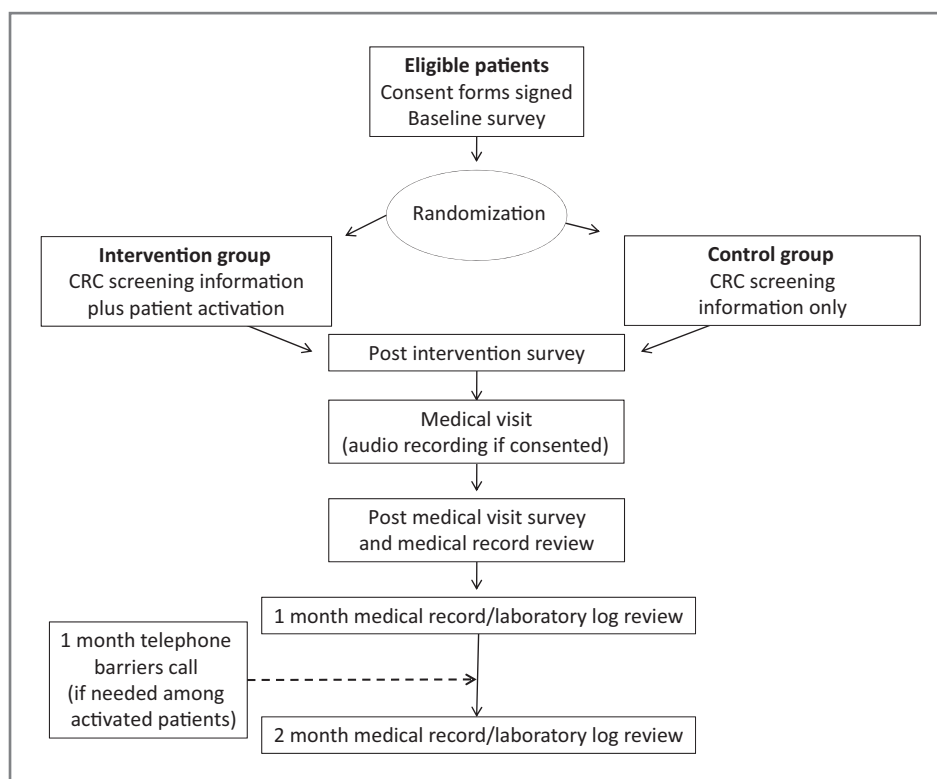 Eligible patients
Consent forms signed
Baseline survey
Randomization
Intervention group
CRC screening information
plus patient activation
Control group
CRC screening
information only
Post intervention survey
Medical visit
(audio recording if consented)
Post medical visit survey
and medical record review
1 month medical record/laboratory log review
1 month telephone
barriers call
(if needed among
activated patients)
2 month medical record/laboratory log review